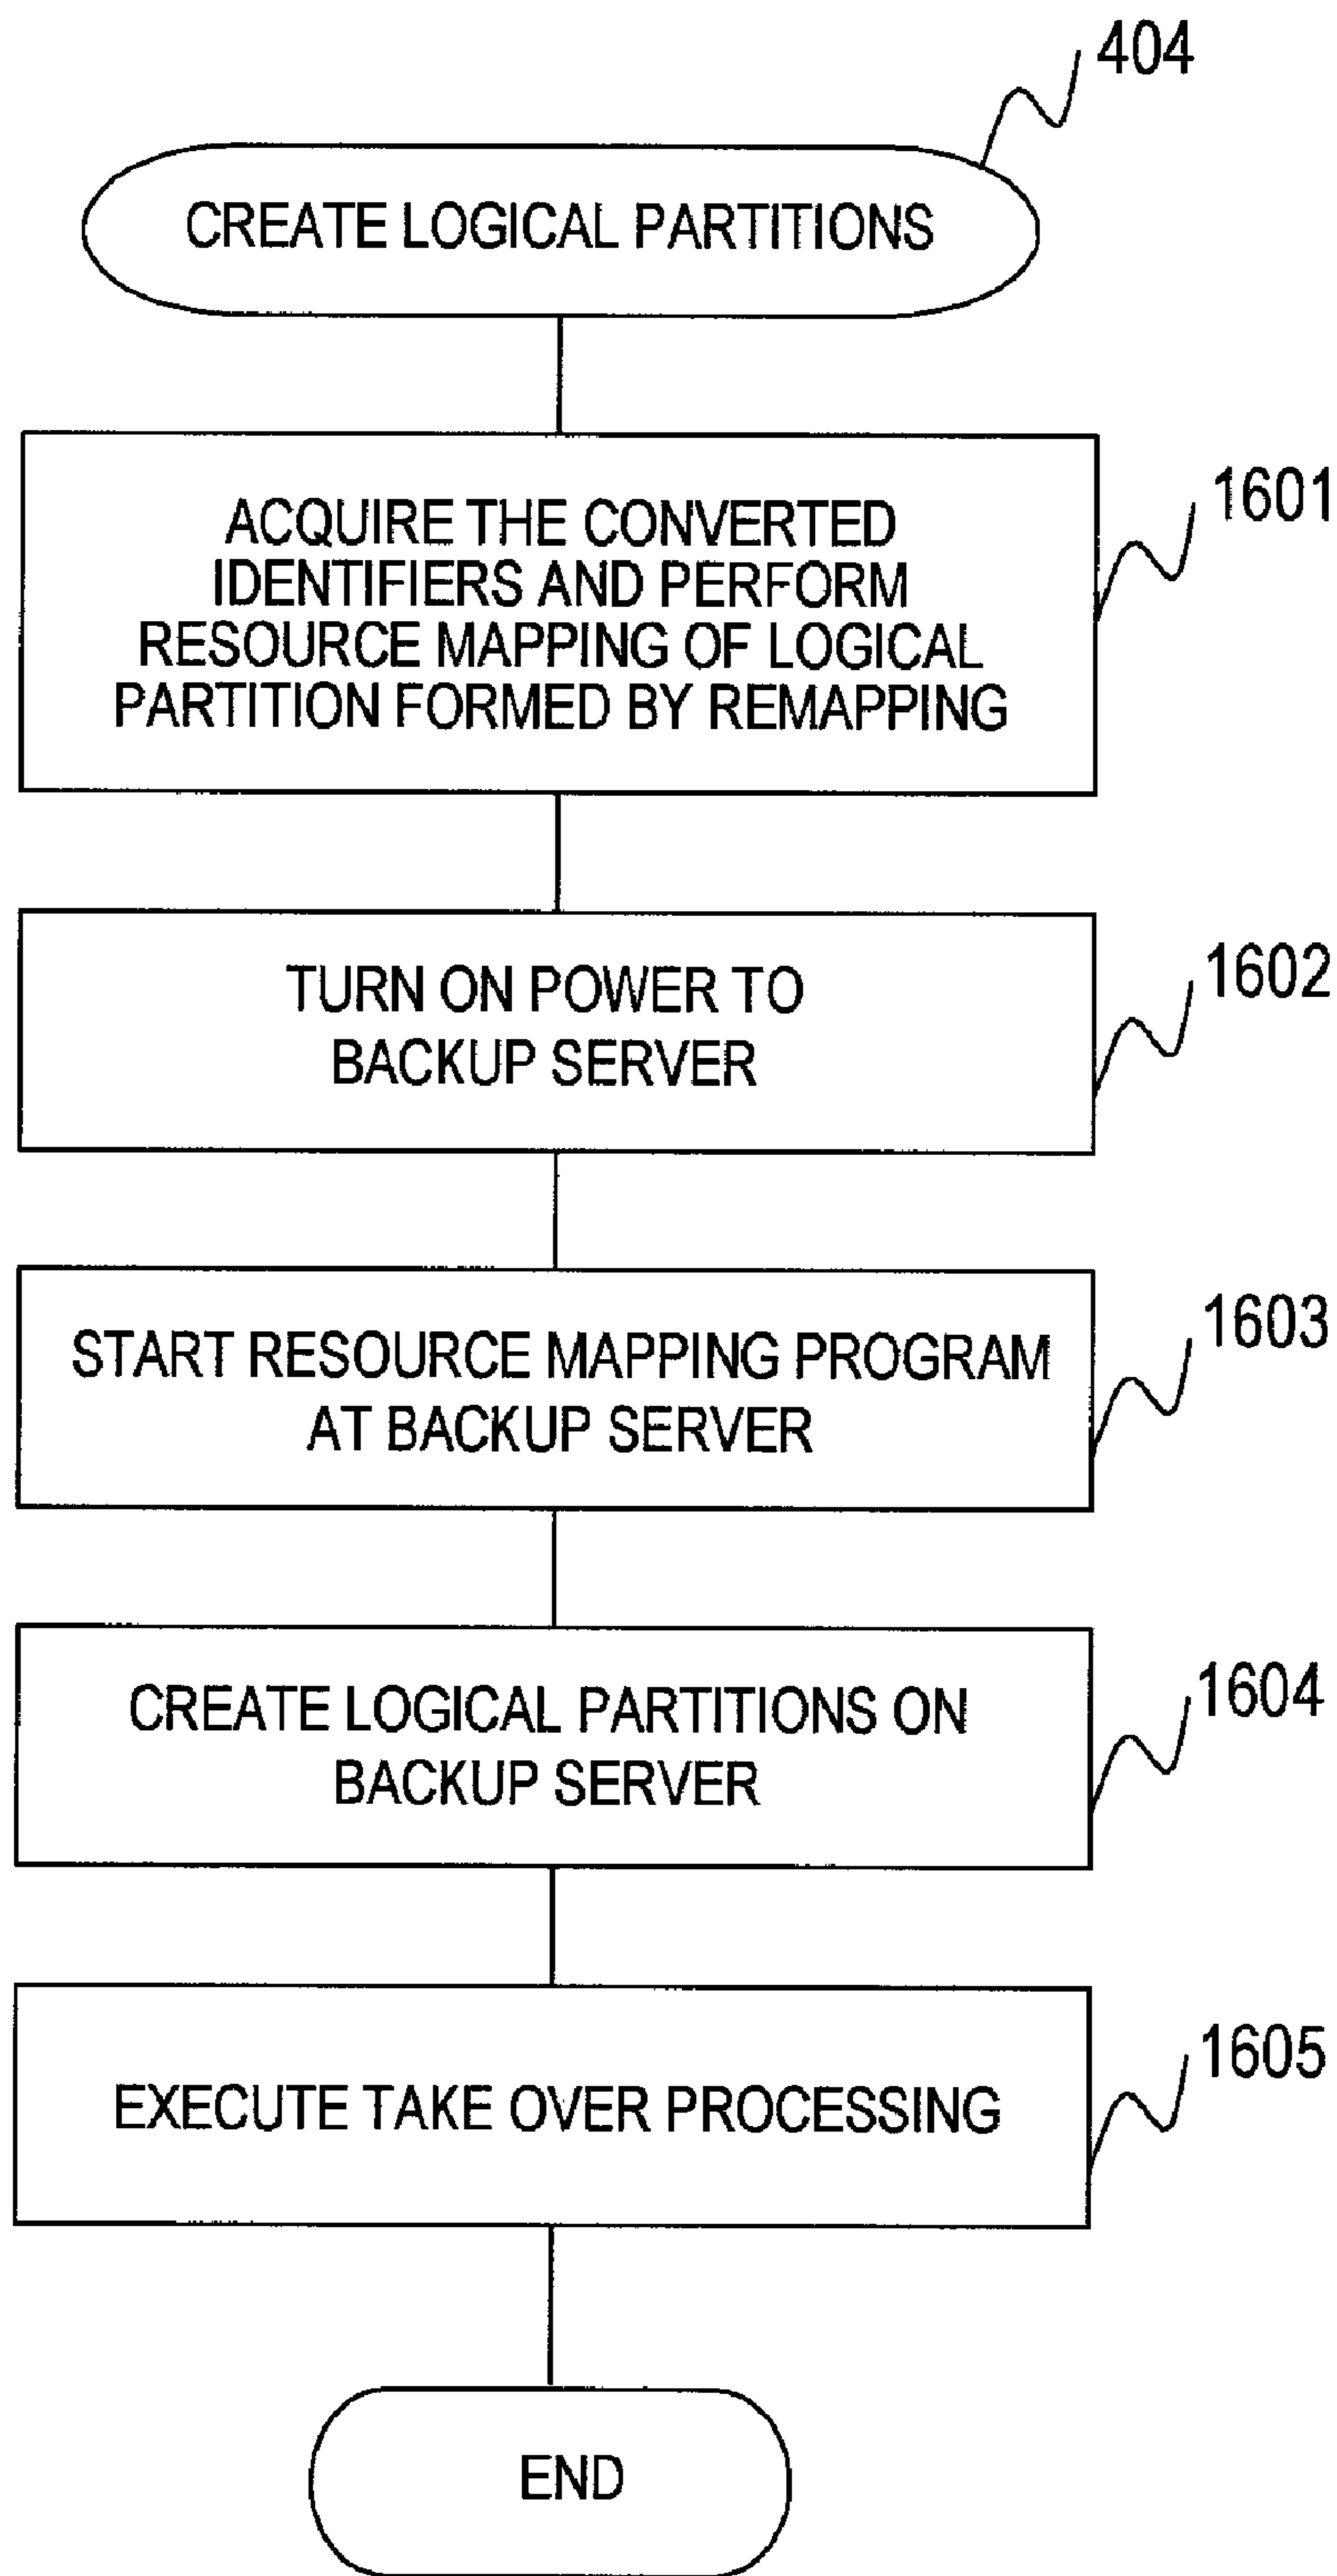 404
CREATE LOGICAL PARTITIONS
1601
ACQUIRE THE CONVERTED
IDENTIFIERS AND PERFORM
RESOURCE MAPPING OF LOGICAL
PARTITION FORMED BY REMAPPING
1602
TURN ON POWER TO
BACKUP SERVER
1603
START RESOURCE MAPPING PROGRAM
AT BACKUP SERVER
1604
CREATE LOGICAL PARTITIONS ON
BACKUP SERVER
1605
EXECUTE TAKE OVER PROCESSING
END